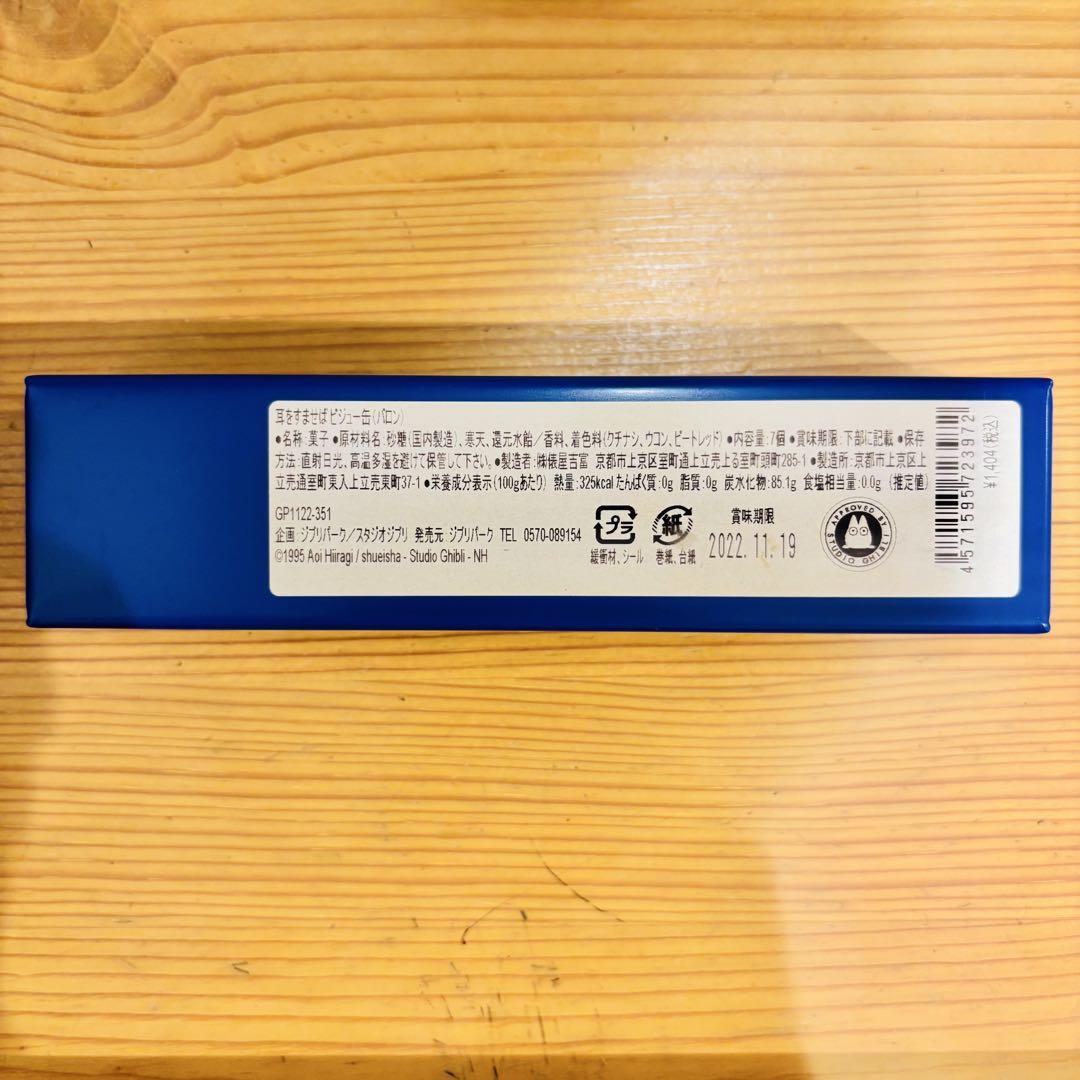 耳をすませば ビジュー缶(バロン)
●名称:菓子 ●原材料名:砂糖(国内製造)、寒天、還元水飴／香料、着色料(クチナシ、ウコン、ビートレッド) ●内容量:7個 ●賞味期限:下部に記載 ●保存
方法:直射日光、高温多湿を避けて保管して下さい。●製造者:㈱俵屋吉富 京都市上京区室町通上立売上る室町頭町285-1 ●製造所:京都市上京区上
立売通室町東入上立売東町37-1 ●栄養成分表示(100gあたり) 熱量:325kcal たんぱく質:0g 脂質:0g 炭水化物:85.1g 食塩相当量:0.0g (推定値)
GP1122-351
企画:ジブリパーク／スタジオジブリ 発売元:ジブリパーク TEL 0570-089154
©1995 Aoi Hiiragi / shueisha - Studio Ghibli - NH
プラ
緩衝材、シール
紙
巻紙、台紙
賞味期限
2022.11.19
APPROVED BY
STUDIO GHIBLI
4571595723972
¥1,404(税込)